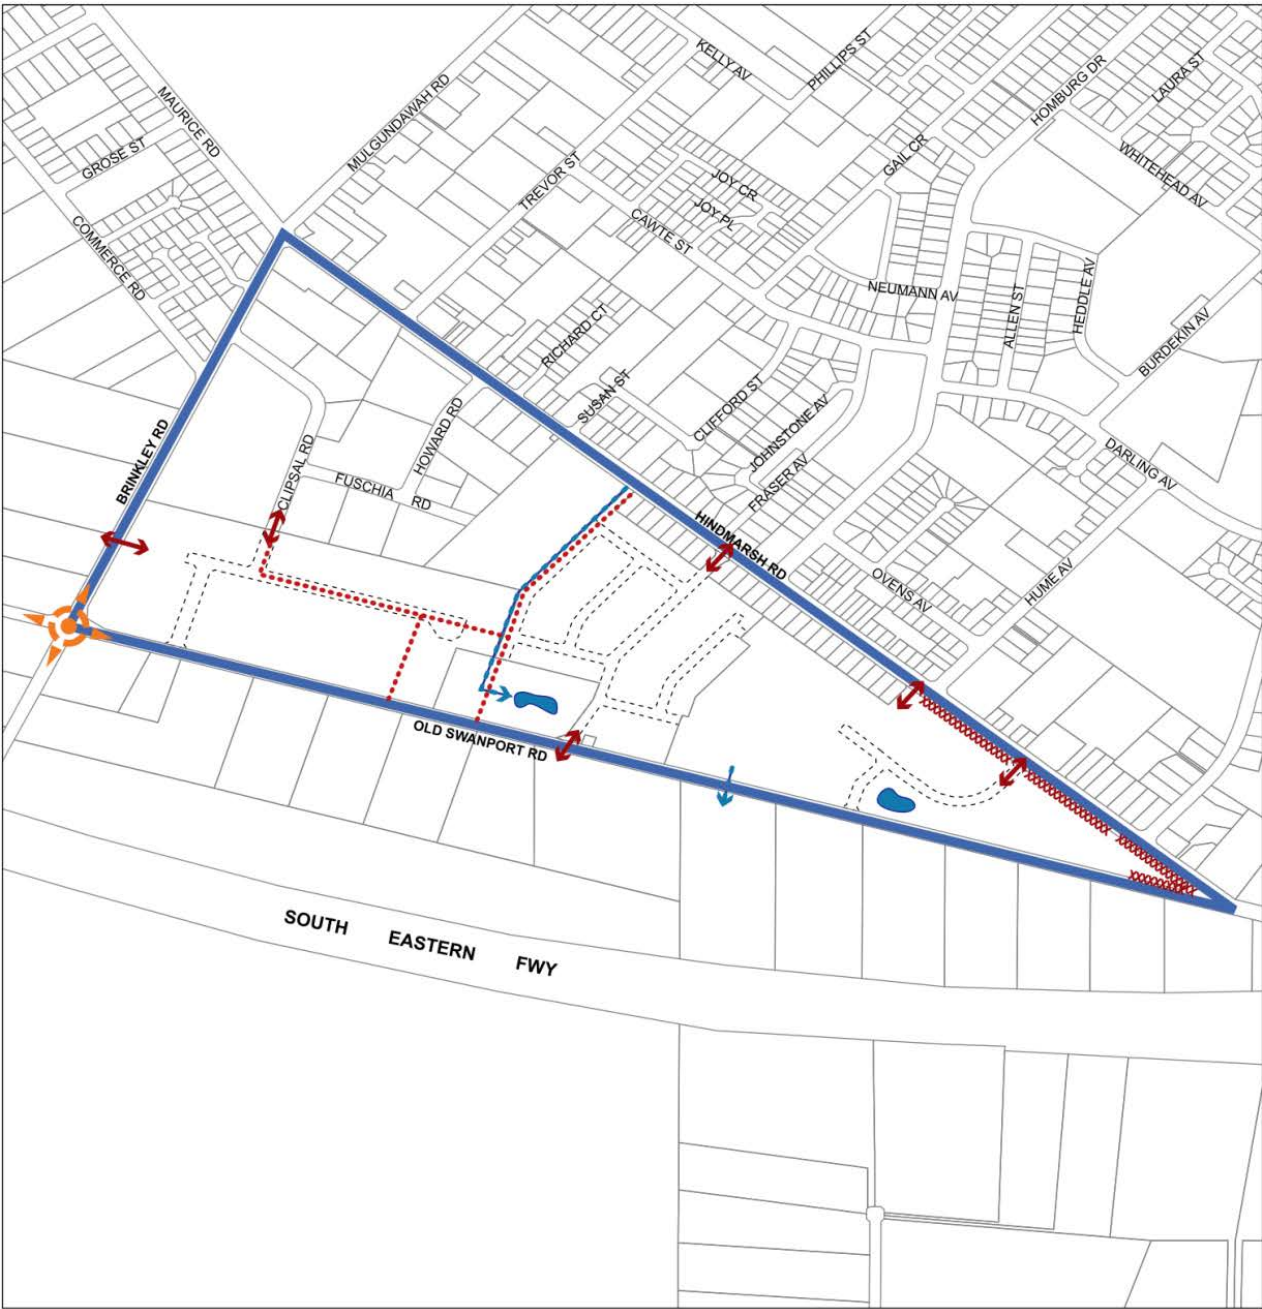 KELLY AV
PHILLIPS ST
HOMBURG DR
LAURA ST
MAURICE RD
MULGUNDAWAH RD
GROSE ST
TREVOR ST
GAIL CR
WHITEHEAD AV
JOY CR
JOY PL
CAWTE ST
COMMERCE RD
NEUMANN AV
ALLEN ST
HEDDLE AV
BURDEKIN AV
RICHARD CT
SUSAN ST
CLIFFORD ST
JOHNSTONE AV
FRASER AV
DARLING AV
BRINKLEY RD
CLIPSAL RD
HOWARD RD
FUSCHIA RD
HINDMARSH RD
OVENS AV
HUME AV
OLD SWANPORT RD
SOUTH EASTERN FWY